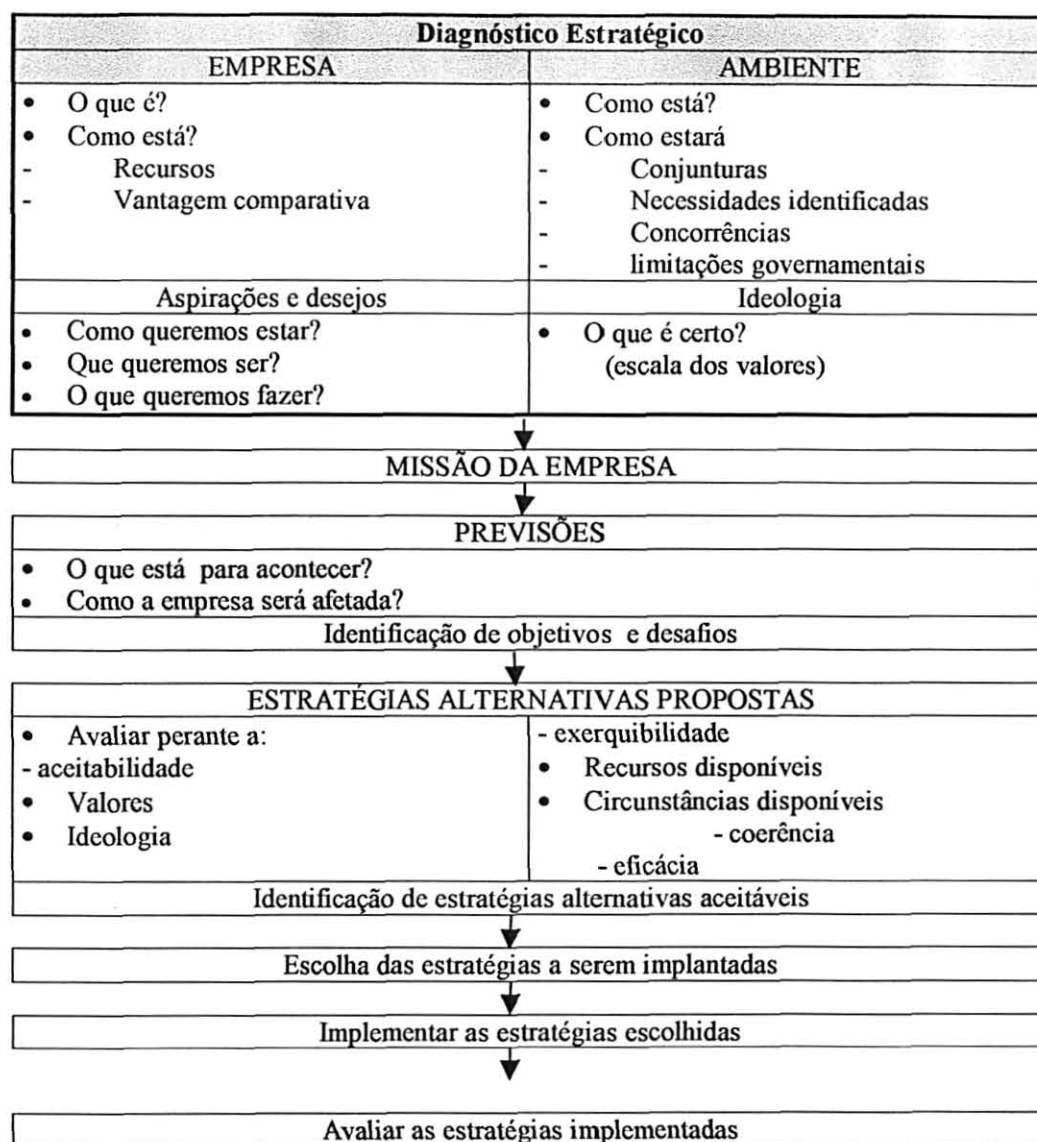 Diagnóstico Estratégico
EMPRESA
AMBIENTE
• O que é?
• Como está?
- Recursos
- Vantagem comparativa
• Como está?
• Como estará
- Conjunturas
- Necessidades identificadas
- Concorrências
- limitações governamentais
Aspirações e desejos
Ideologia
• Como queremos estar?
• Que queremos ser?
• O que queremos fazer?
• O que é certo?
(escala dos valores)
MISSÃO DA EMPRESA
PREVISÕES
• O que está para acontecer?
• Como a empresa será afetada?
Identificação de objetivos e desafios
ESTRATÉGIAS ALTERNATIVAS PROPOSTAS
• Avaliar perante a:
- aceitabilidade
• Valores
• Ideologia
- exerquibilidade
• Recursos disponíveis
• Circunstâncias disponíveis
- coerência
- eficácia
Identificação de estratégias alternativas aceitáveis
Escolha das estratégias a serem implantadas
Implementar as estratégias escolhidas
Avaliar as estratégias implementadas